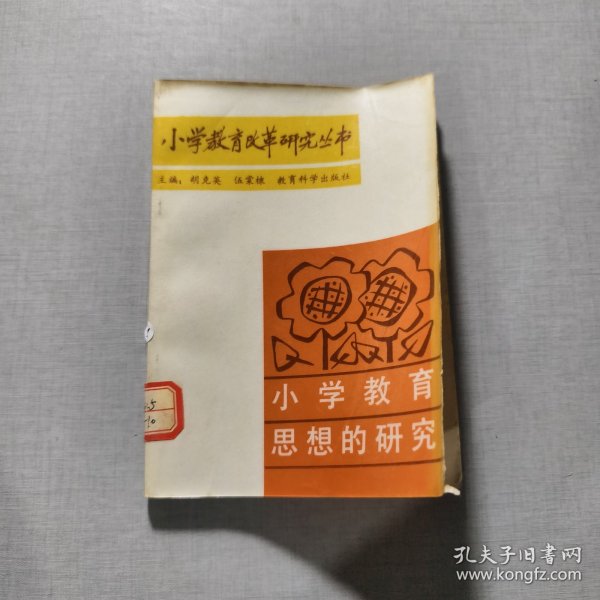 小学教育改革研究丛书
主编：胡克英 伍棠棣 教育科学出版社
小学教育
思想的研究
孔夫子旧书网
www.kongfz.com